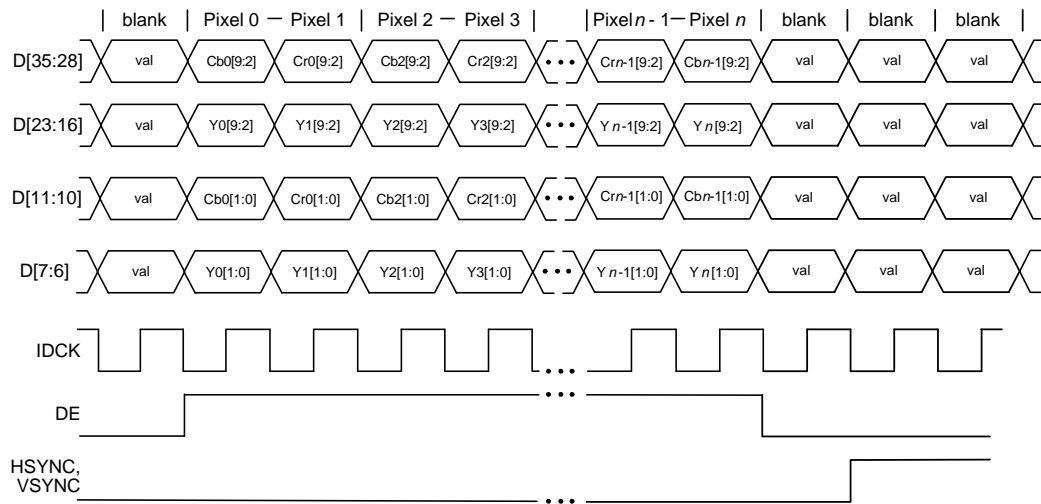 blank Pixel 0 — Pixel 1 Pixel 2 — Pixel 3 Pixel n - 1 — Pixel n blank blank blank
D[35:28] val Cb0[9:2] Cr0[9:2] Cb2[9:2] Cr2[9:2] ••• Crn-1[9:2] Cbn-1[9:2] val val val
D[23:16] val Y0[9:2] Y1[9:2] Y2[9:2] Y3[9:2] ••• Yn-1[9:2] Yn[9:2] val val val
D[11:10] val Cb0[1:0] Cr0[1:0] Cb2[1:0] Cr2[1:0] ••• Crn-1[1:0] Cbn-1[1:0] val val val
D[7:6] val Y0[1:0] Y1[1:0] Y2[1:0] Y3[1:0] ••• Yn-1[1:0] Yn[1:0] val val val
IDCK •••
DE •••
HSYNC,
VSYNC •••